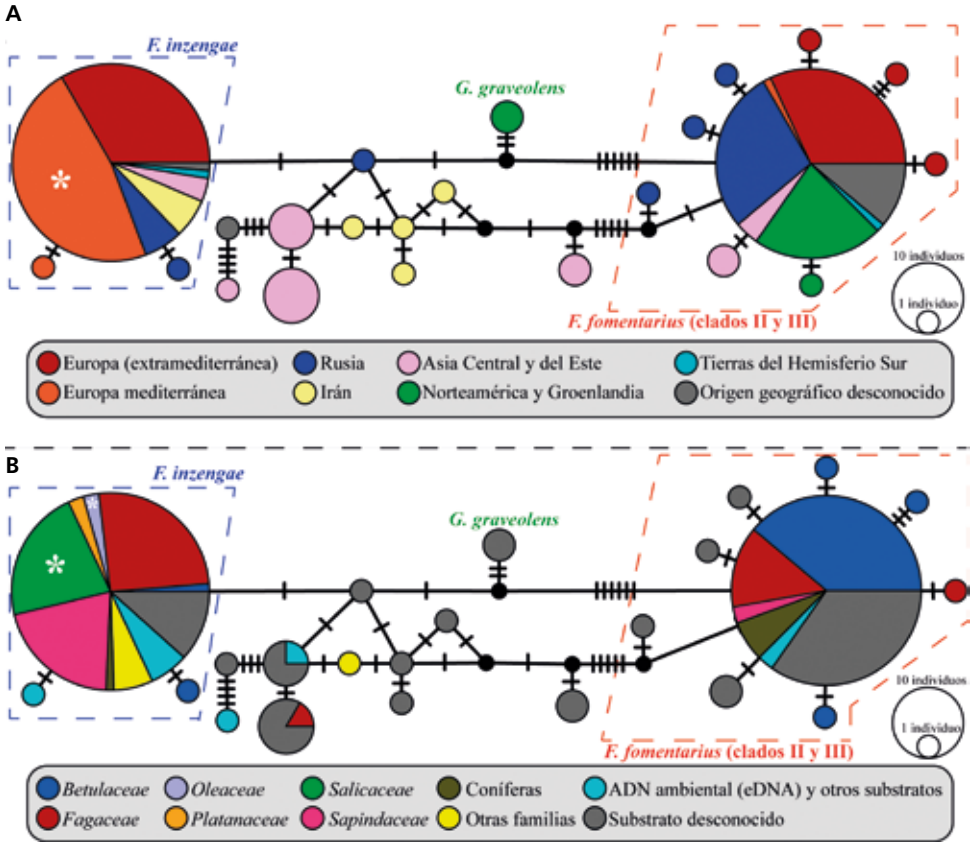 A
F. inzengae
G. graveolens
10 individuos
1 individuo
F. fomentarius (clados II y III)
Europa (extramediterránea) Rusia Asia Central y del Este Tierras del Hemisferio Sur
Europa mediterránea Irán Norteamérica y Groenlandia Origen geográfico desconocido
B
F. inzengae
G. graveolens
10 individuos
1 individuo
F. fomentarius (clados II y III)
Betulaceae Oleaceae Salicaceae Coníferas ADN ambiental (eDNA) y otros substratos
Fagaceae Platanaceae Sapindaceae Otras familias Substrato desconocido